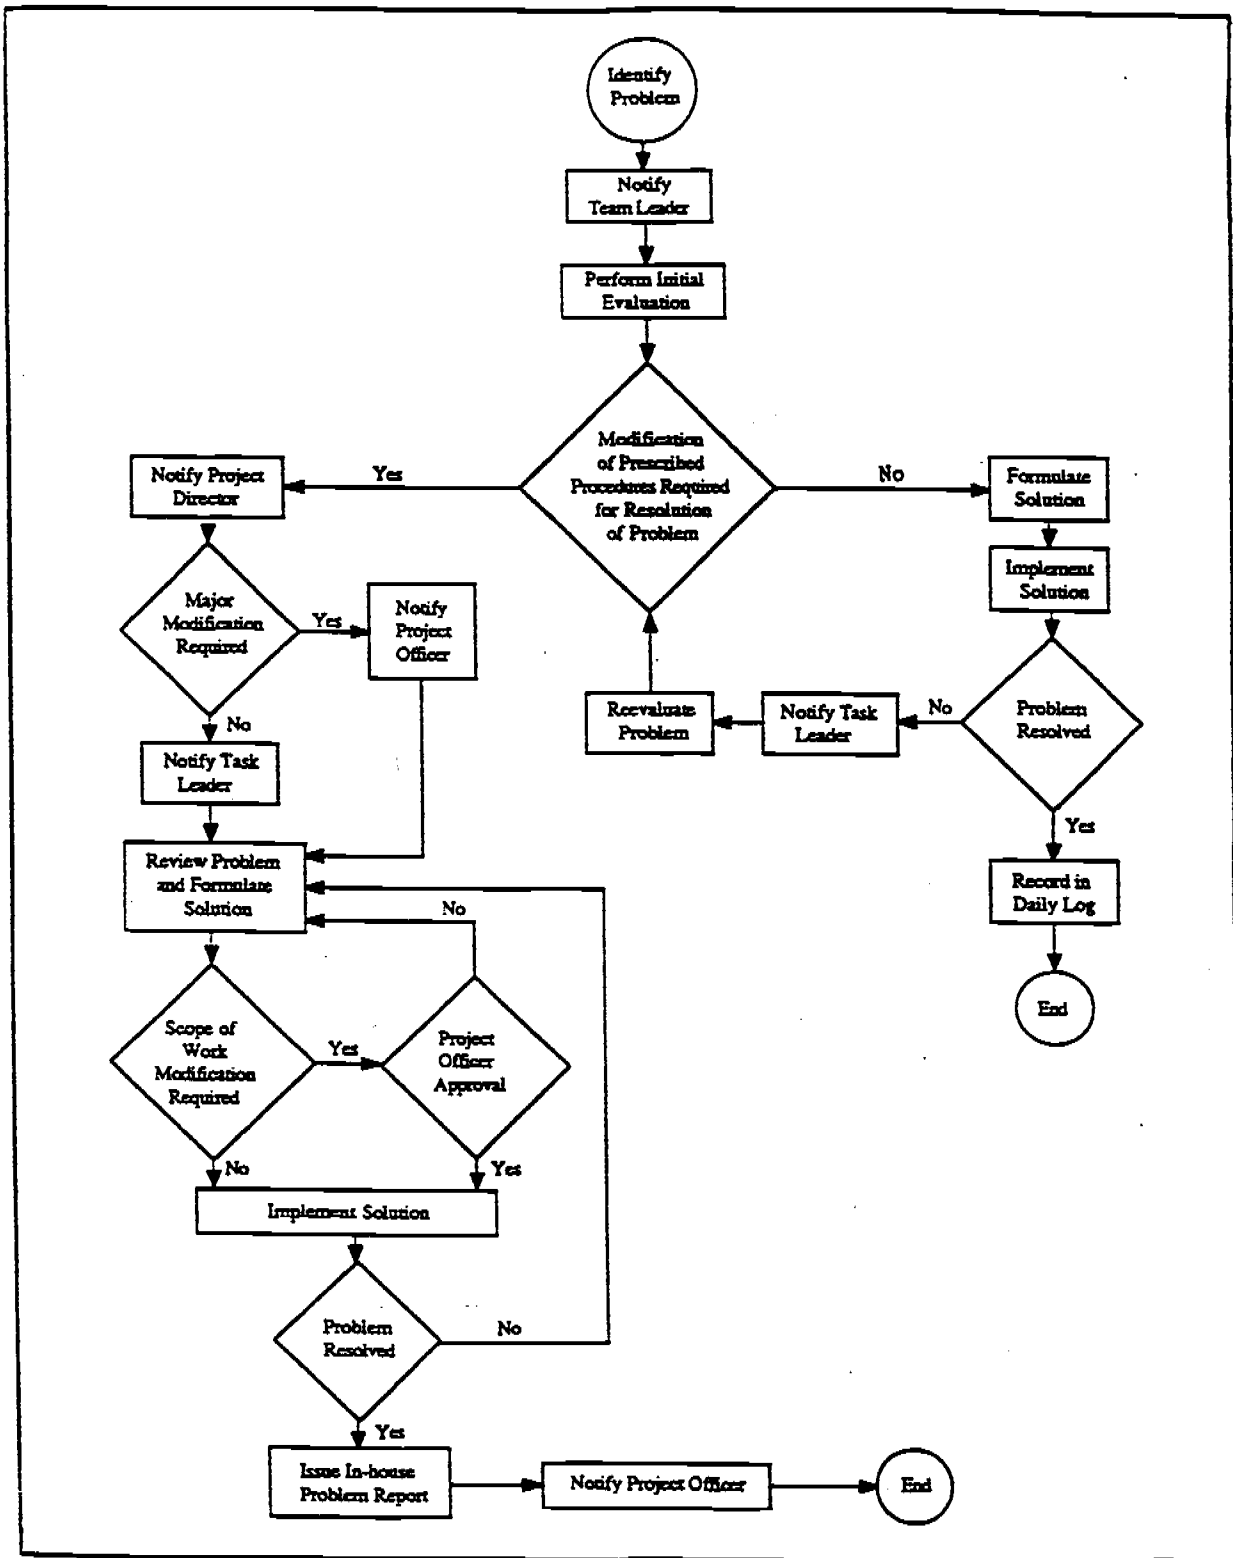 Identify
Problem
Notify
Team Leader
Perform Initial
Evaluation
Modification
of Prescribed
Procedures Required
for Resolution
of Problem
Yes
No
Notify Project
Director
Formulate
Solution
Implement
Solution
Major
Modification
Required
Yes
Notify
Project
Officer
No
Notify Task
Leader
Reevaluate
Problem
Notify Task
Leader
No
Problem
Resolved
Yes
Record in
Daily Log
End
Review Problem
and Formulate
Solution
No
Scope of
Work
Modification
Required
Yes
Project
Officer
Approval
No
Yes
Implement Solution
Problem
Resolved
No
Yes
Issue In-house
Problem Report
Notify Project Officer
End